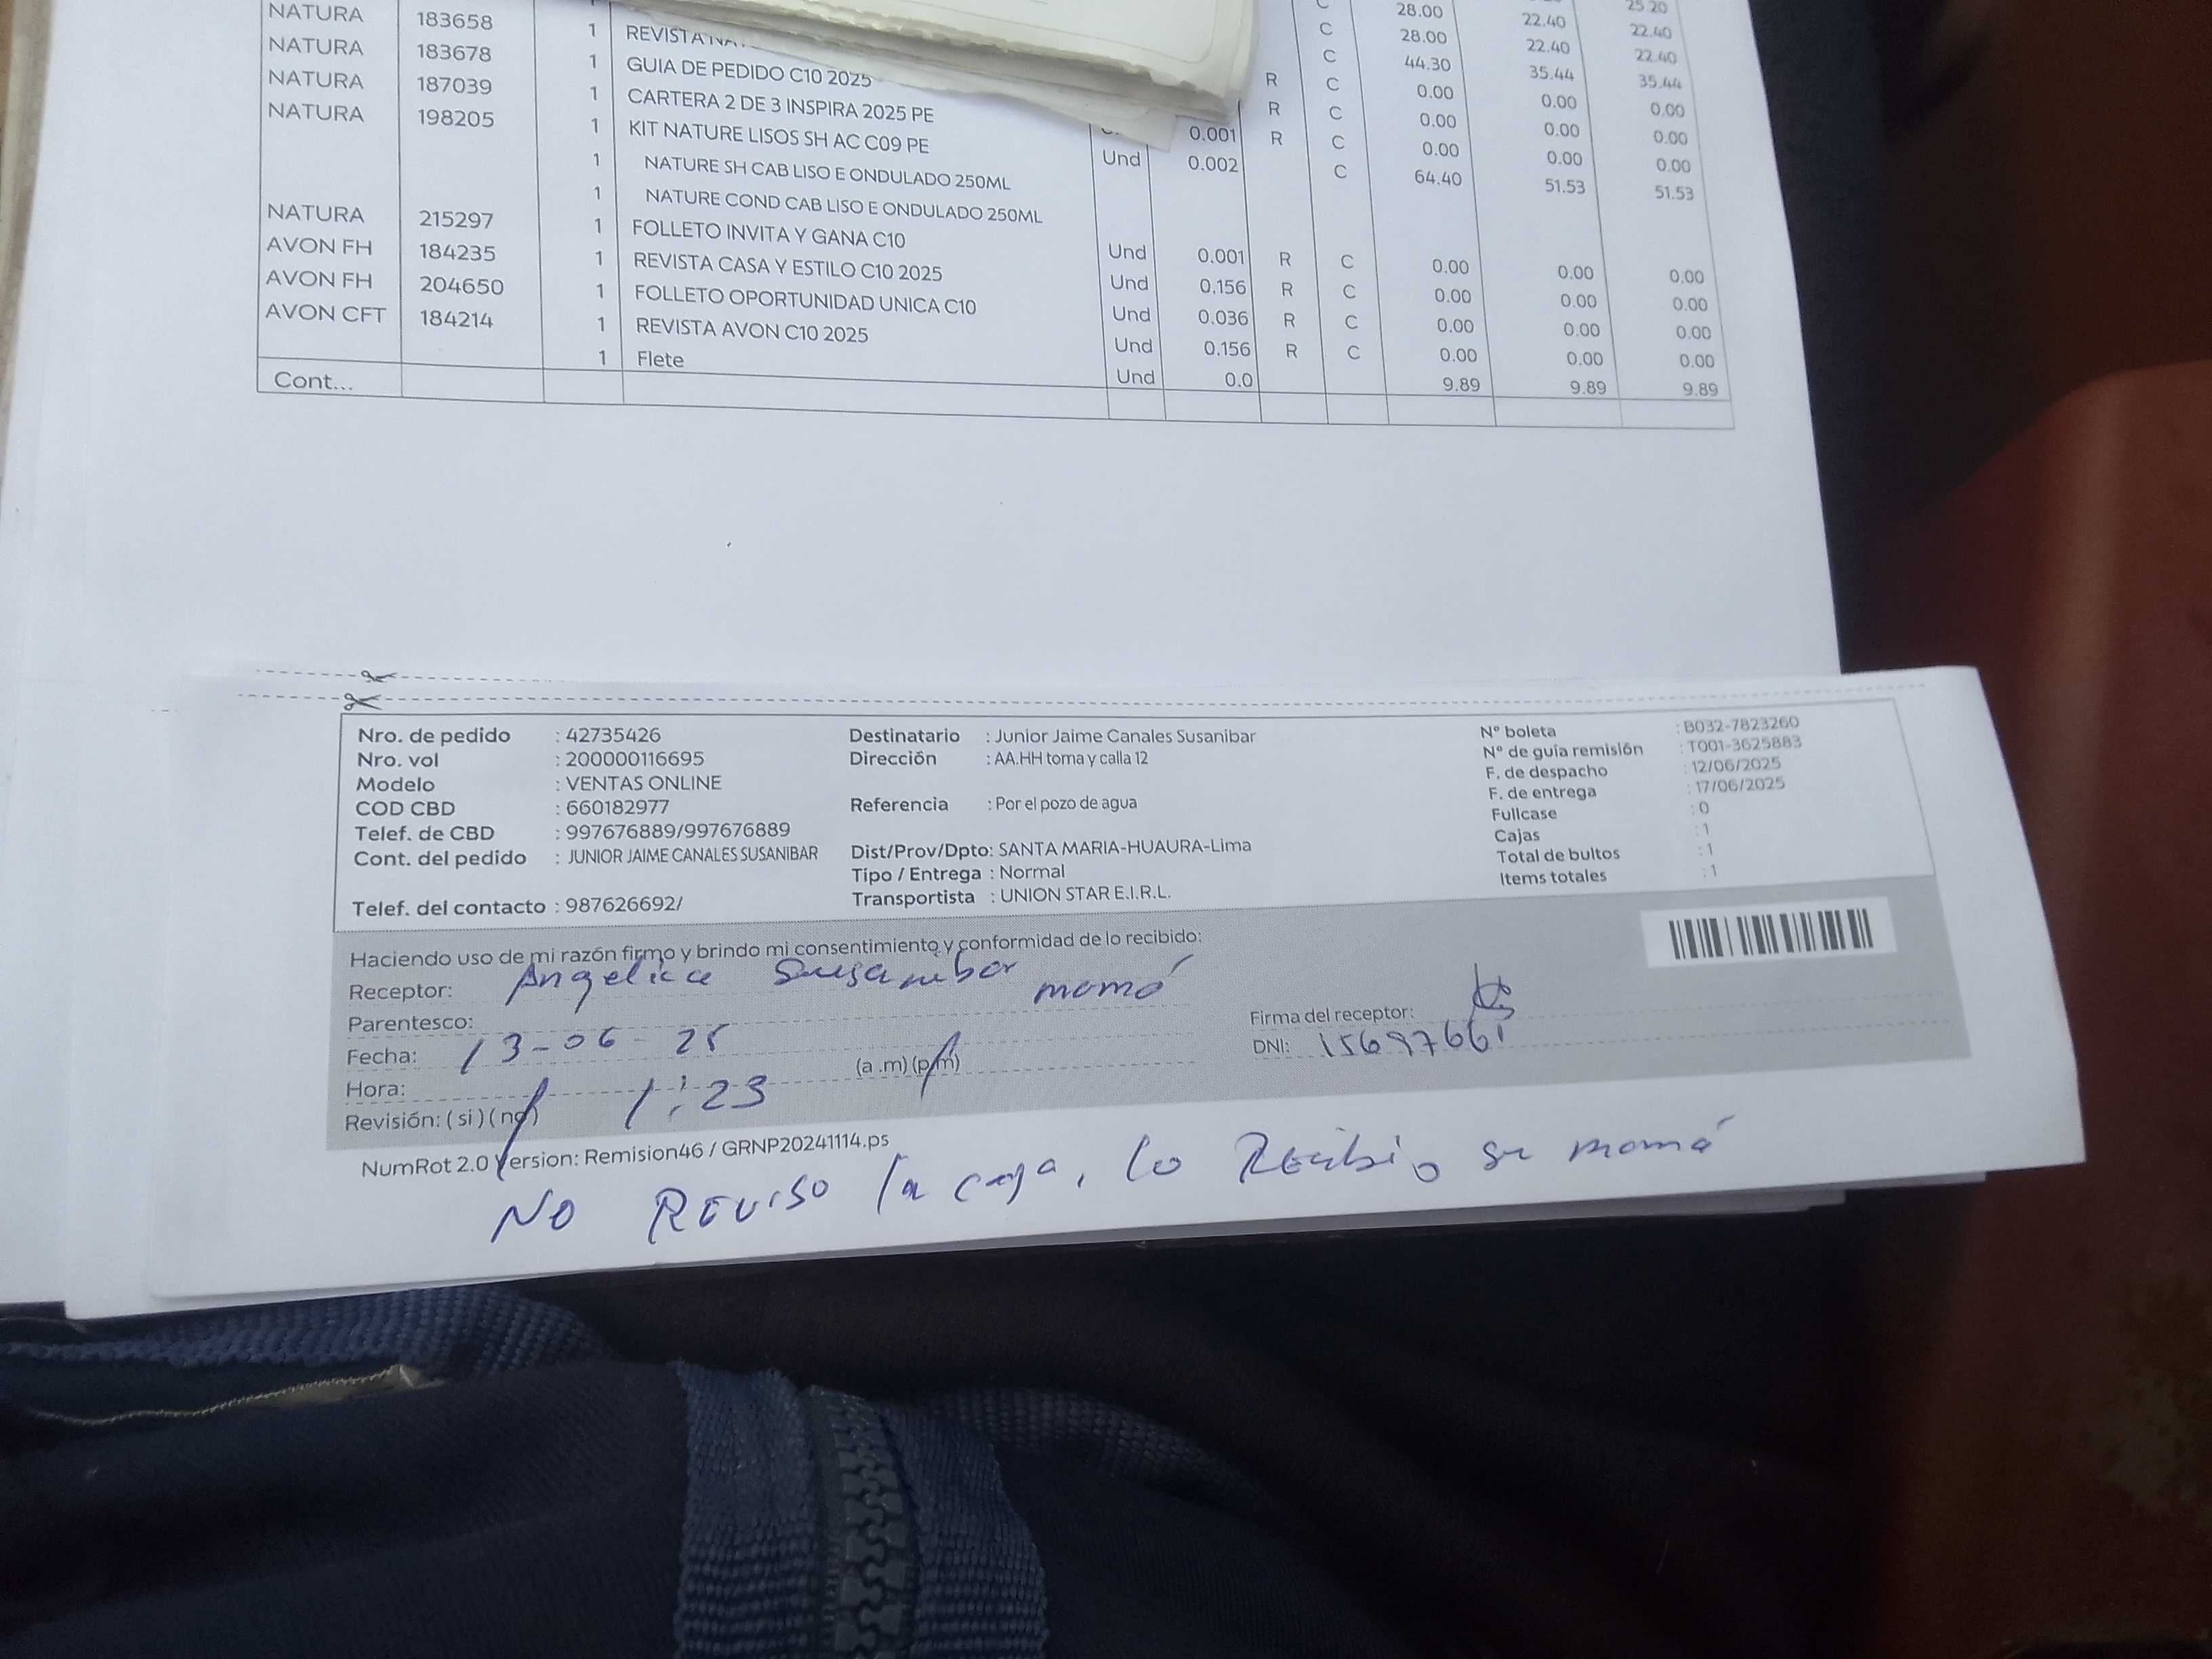 25.20
NATURA 183658 1 C 28.00 22.40 22.40
NATURA 183678 1 REVISTA C 28.00 22.40 22.40
NATURA 187039 1 GUIA DE PEDIDO C10 2025 C 44.30 35.44 35.44
NATURA 198205 1 CARTERA 2 DE 3 INSPIRA 2025 PE R C 0.00 0.00 0.00
1 KIT NATURE LISOS SH AC C09 PE 0.001 R C 0.00 0.00 0.00
1 NATURE SH CAB LISO E ONDULADO 250ML Und 0.002 R C 0.00 0.00 0.00
1 NATURE COND CAB LISO E ONDULADO 250ML C 64.40 51.53 51.53
NATURA 215297 1 FOLLETO INVITA Y GANA C10 Und 0.001 R C 0.00 0.00 0.00
AVON FH 184235 1 REVISTA CASA Y ESTILO C10 2025 Und 0.156 R C 0.00 0.00 0.00
AVON FH 204650 1 FOLLETO OPORTUNIDAD UNICA C10 Und 0.036 R C 0.00 0.00 0.00
AVON CFT 184214 1 REVISTA AVON C10 2025 Und 0.156 R C 0.00 0.00 0.00
1 Flete Und 0.0 9.89 9.89 9.89
Cont...
Nro. de pedido : 42735426 Destinatario : Junior Jaime Canales Susanibar N° boleta : B032-7823260
Nro. vol : 200000116695 Dirección : AA.HH toma y calla 12 N° de guia remisión : T001-3625883
Modelo : VENTAS ONLINE F. de despacho : 12/06/2025
COD CBD : 660182977 Referencia : Por el pozo de agua F. de entrega : 17/06/2025
Telef. de CBD : 997676889/997676889 Fullcase : 0
Cont. del pedido : JUNIOR JAIME CANALES SUSANIBAR Dist/Prov/Dpto: SANTA MARIA-HUAURA-Lima Cajas : 1
Tipo / Entrega : Normal Total de bultos : 1
Telef. del contacto : 987626692/ Transportista : UNION STAR E.I.R.L. Items totales : 1
Haciendo uso de mi razón firmo y brindo mi consentimiento y conformidad de lo recibido:
Receptor: Angelica Susanibar
Parentesco: mamá Firma del receptor:
Fecha: 13-06-25 DNI: 15697661
Hora: 1:23 (a.m) (p.m)
Revisión: ( si ) ( no )
NumRot 2.0 Version: Remision46 / GRNP20241114.ps
NO REVISO la caja, lo Recibio su mamá